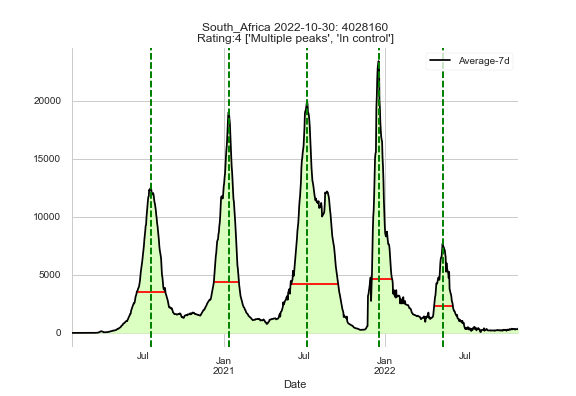 South_Africa 2022-10-30: 4028160
Rating:4 ['Multiple peaks', 'In control']
Average-7d
20000
15000
10000
5000
0
Jul
Jan
2021
Jul
Jan
2022
Jul
Date